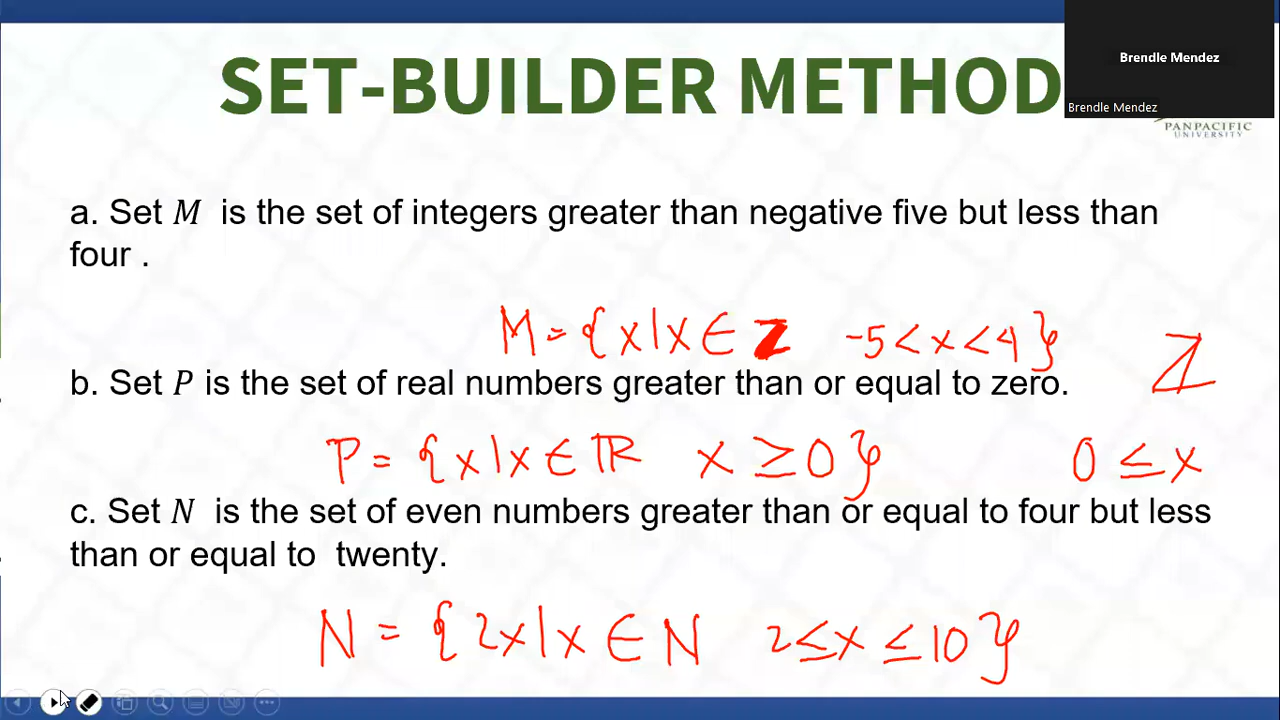 SET-BUILDER METHOD
Brendle Mendez
Brendle Mendez
PANPACIFIC
UNIVERSITY
a. Set M is the set of integers greater than negative five but less than
four .
M = {x|x ∈ Z -5 < x < 4}
Z
b. Set P is the set of real numbers greater than or equal to zero.
P = {x|x ∈ ℝ x ≥ 0}
0 ≤ x
c. Set N is the set of even numbers greater than or equal to four but less
than or equal to twenty.
N = {2x|x ∈ N 2 ≤ x ≤ 10}